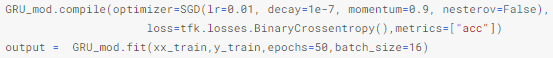 GRU_mod.compile(optimizer=SGD(lr=0.01, decay=1e-7, momentum=0.9, nesterov=False),
loss=tfk.losses.BinaryCrossentropy(),metrics=["acc"])
output = GRU_mod.fit(xx_train,y_train,epochs=50,batch_size=16)